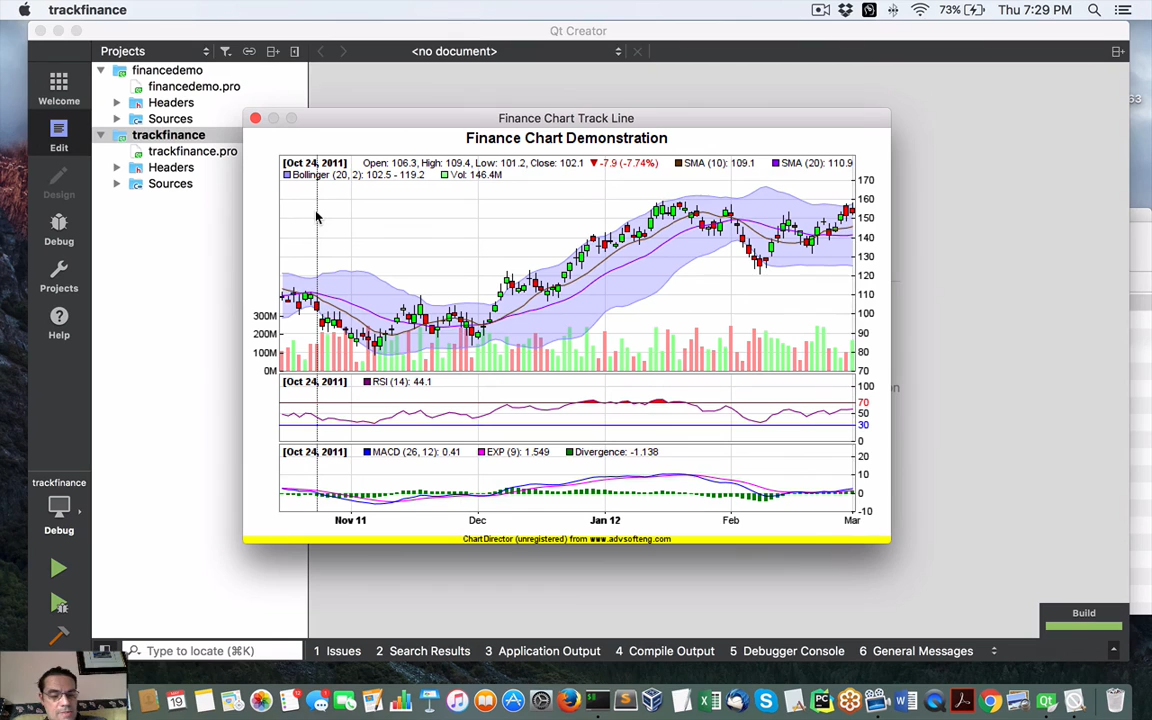 trackfinance 73% Thu 7:29 PM
Qt Creator
Projects <no document>
financedemo
financedemo.pro
Headers
Sources
trackfinance
trackfinance.pro
Headers
Sources
Welcome
Edit
Design
Debug
Projects
Help
trackfinance
Debug
Finance Chart Track Line
Finance Chart Demonstration
[Oct 24, 2011] Open: 106.3, High: 109.4, Low: 101.2, Close: 102.1 ▼-7.9 (-7.74%) SMA (10): 109.1 SMA (20): 110.9
Bollinger (20, 2): 102.5 - 119.2 Vol: 146.4M
170
160
150
140
130
120
110
100
90
80
70
300M
200M
100M
0M
[Oct 24, 2011] RSI (14): 44.1
100
70
50
30
0
[Oct 24, 2011] MACD (26, 12): 0.41 EXP (9): 1.549 Divergence: -1.138
20
10
0
-10
Nov 11 Dec Jan 12 Feb Mar
ChartDirector (unregistered) from www.advsofteng.com
Build
Type to locate (⌘K) 1 Issues 2 Search Results 3 Application Output 4 Compile Output 5 Debugger Console 6 General Messages